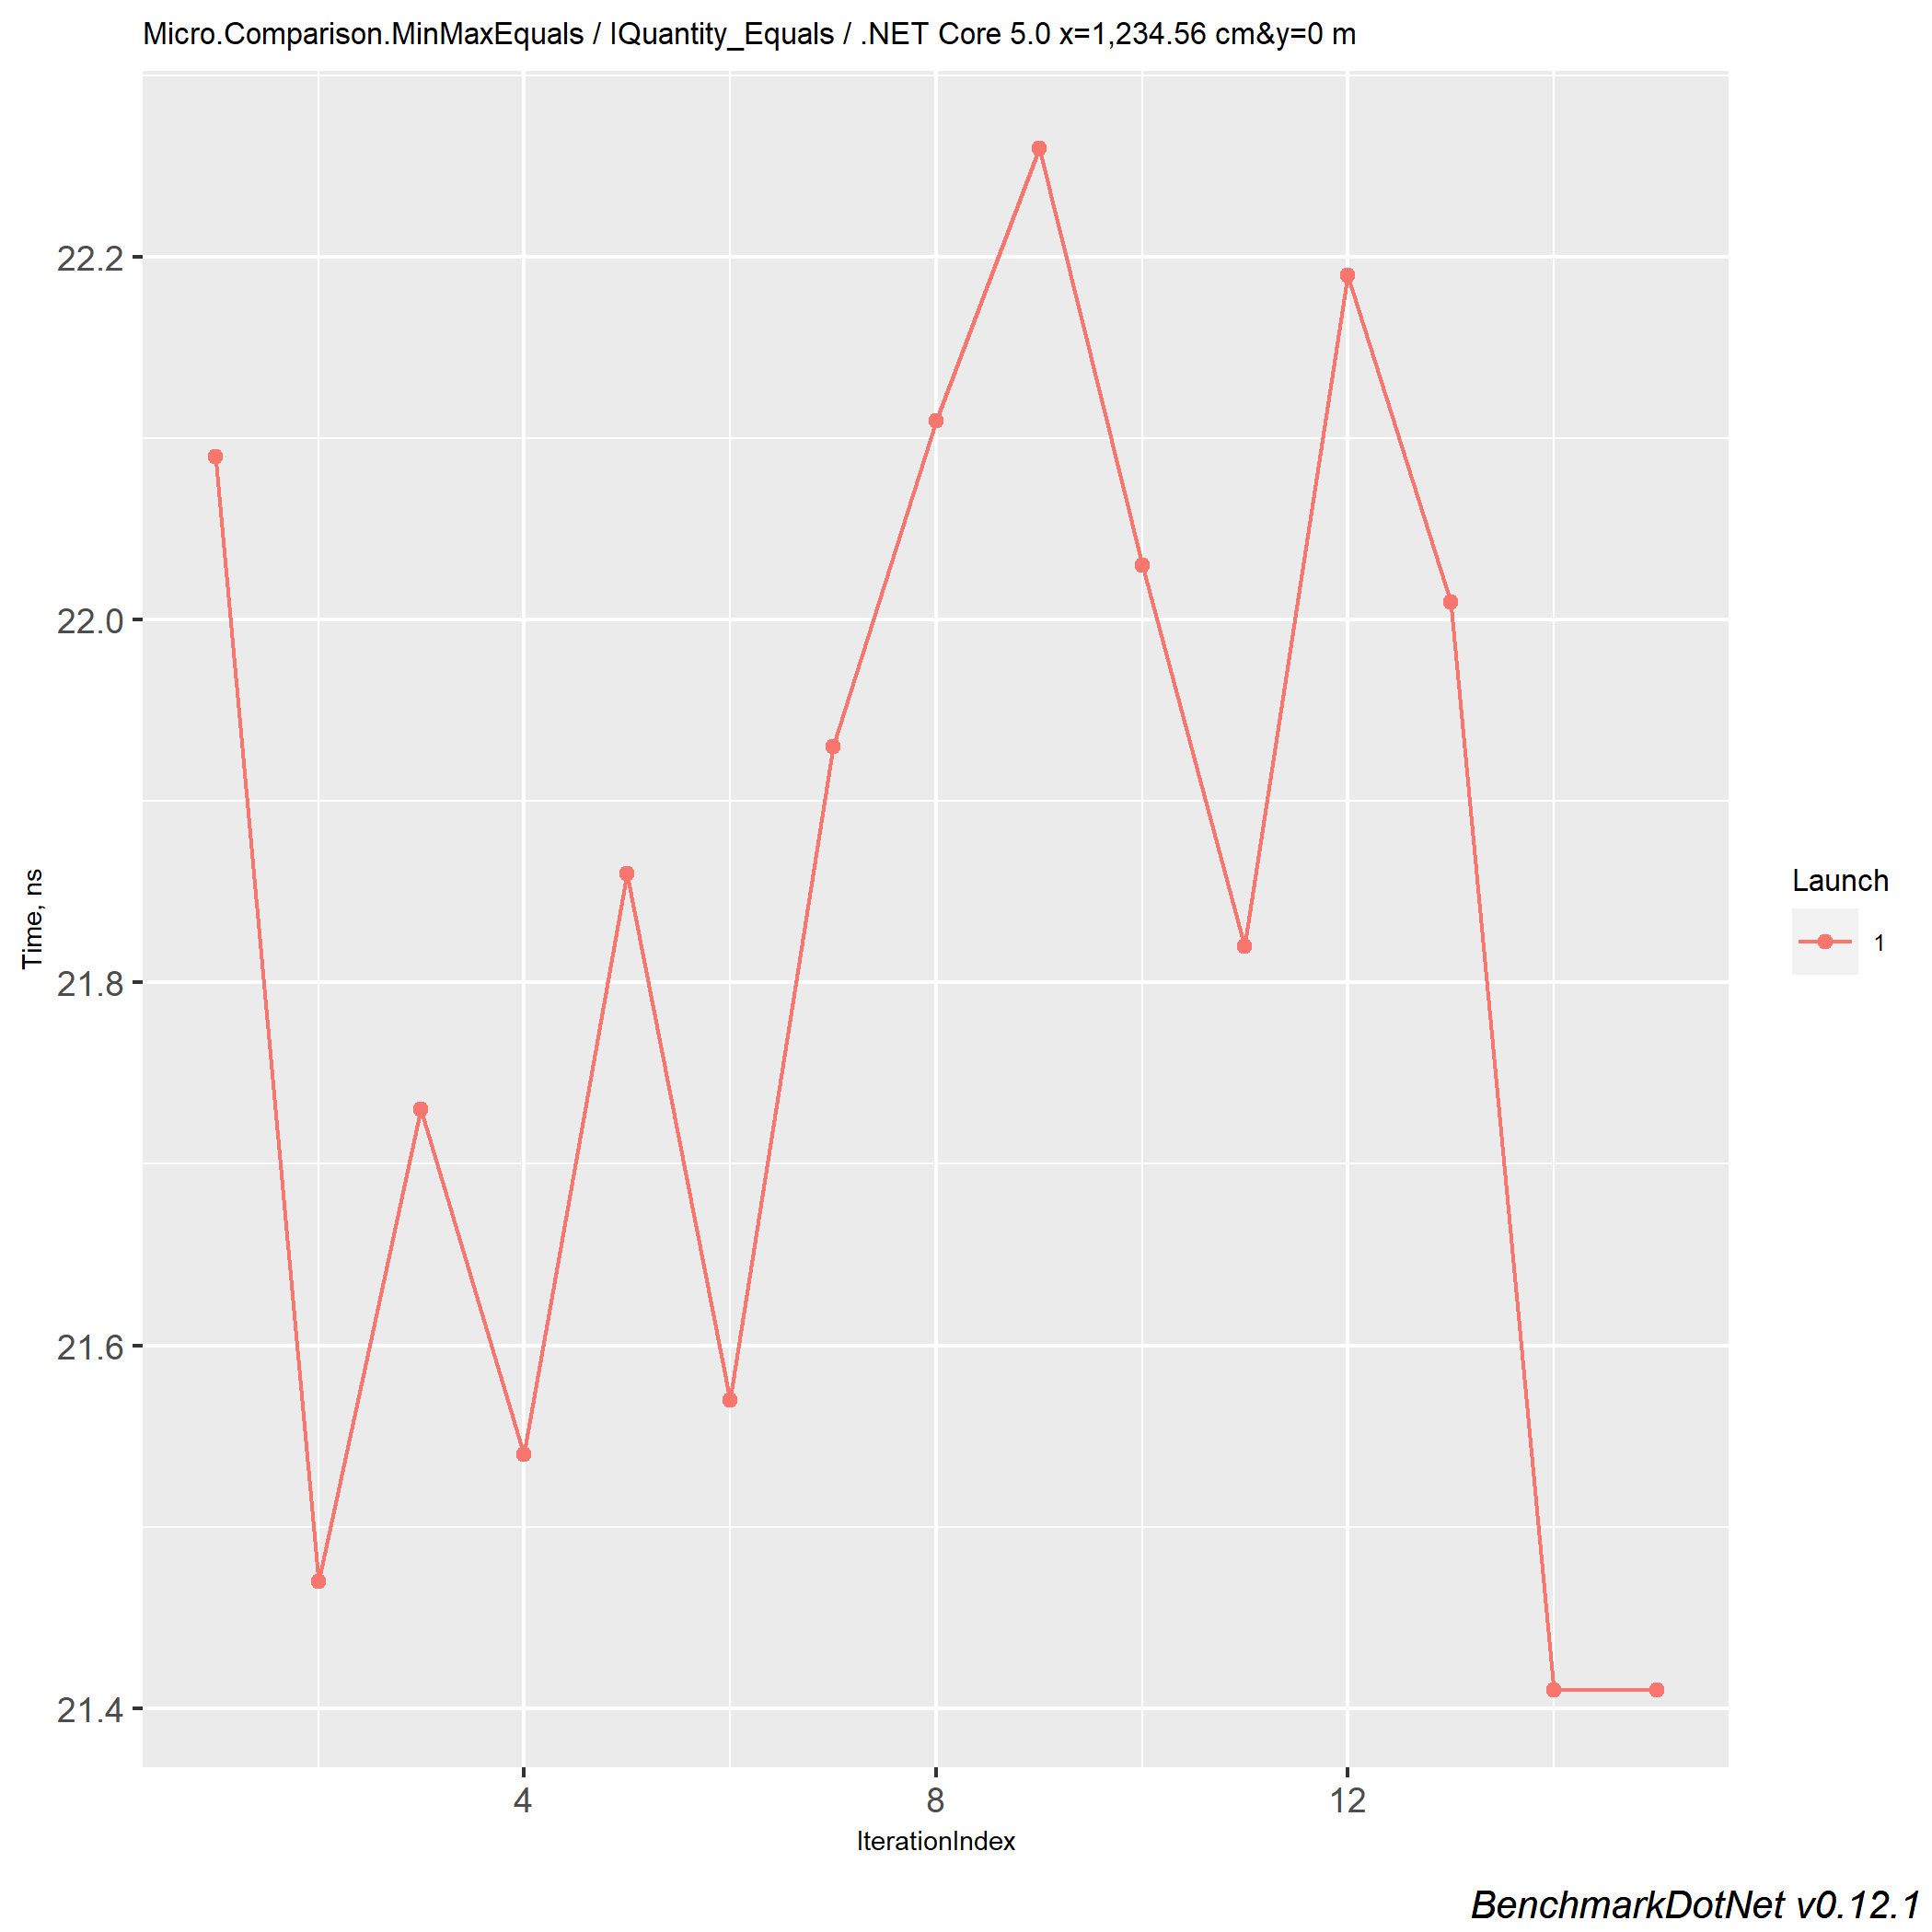 Micro.Comparison.MinMaxEquals / IQuantity_Equals / .NET Core 5.0 x=1,234.56 cm&y=0 m
22.2
22.0
21.8
21.6
21.4
Time, ns
4 8 12
IterationIndex
Launch
1
BenchmarkDotNet v0.12.1